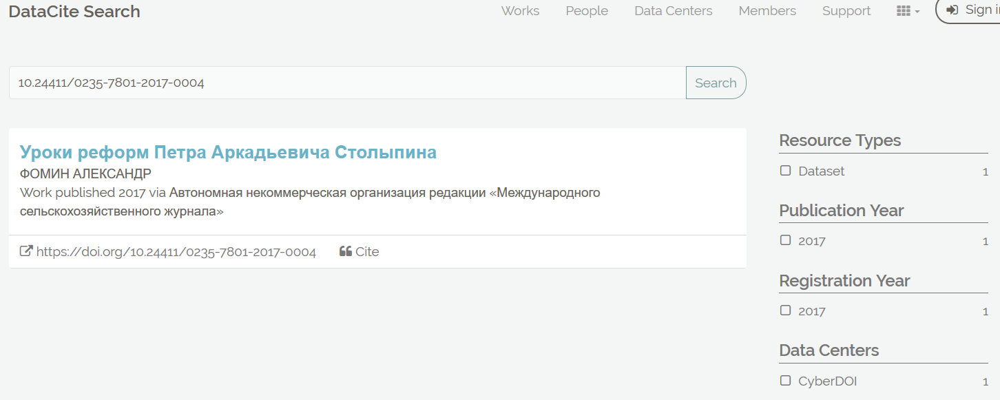 DataCite Search
Works People Data Centers Members Support Sign i
10.24411/0235-7801-2017-0004 Search
Уроки реформ Петра Аркадьевича Столыпина
ФОМИН АЛЕКСАНДР
Work published 2017 via Автономная некоммерческая организация редакции «Международного
сельскохозяйственного журнала»
https://doi.org/10.24411/0235-7801-2017-0004 Cite
Resource Types
Dataset 1
Publication Year
2017 1
Registration Year
2017 1
Data Centers
CyberDOI 1